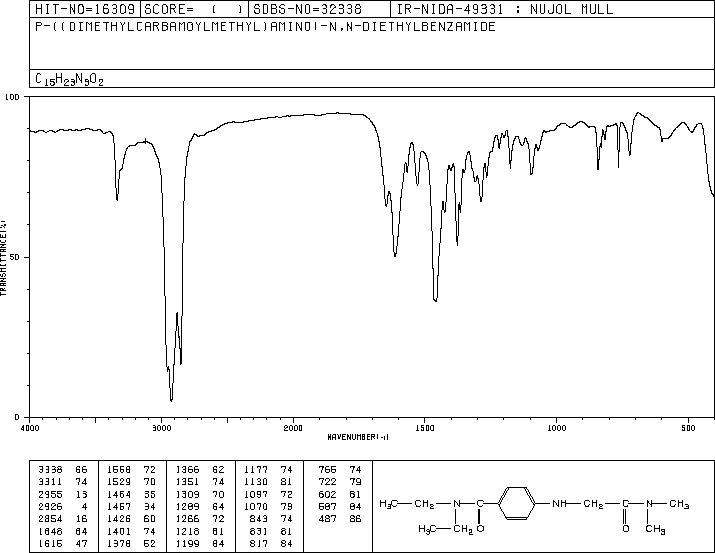 HIT-NO=16309 SCORE= ( ) SDBS-NO=32338 IR-NIDA-49331 : NUJOL MULL
P-((DIMETHYLCARBAMOYLMETHYL)AMINO)-N,N-DIETHYLBENZAMIDE
C15H23N3O2
100
50
0
TRANSMITTANCE(%)
4000 3000 2000 1500 1000 500
WAVENUMBER(-1)
3338 66 1568 72 1366 62 1177 74 766 74
3311 74 1529 70 1351 74 1130 81 722 79
2955 13 1464 35 1309 70 1097 72 602 81
2926 4 1457 34 1289 64 1070 79 587 84
2854 16 1426 60 1266 72 843 74 487 86
1648 64 1401 74 1218 81 831 81
1615 47 1378 52 1199 84 817 84
H3C CH2 N C NH CH2 C N CH3
H3C CH2 O O CH3